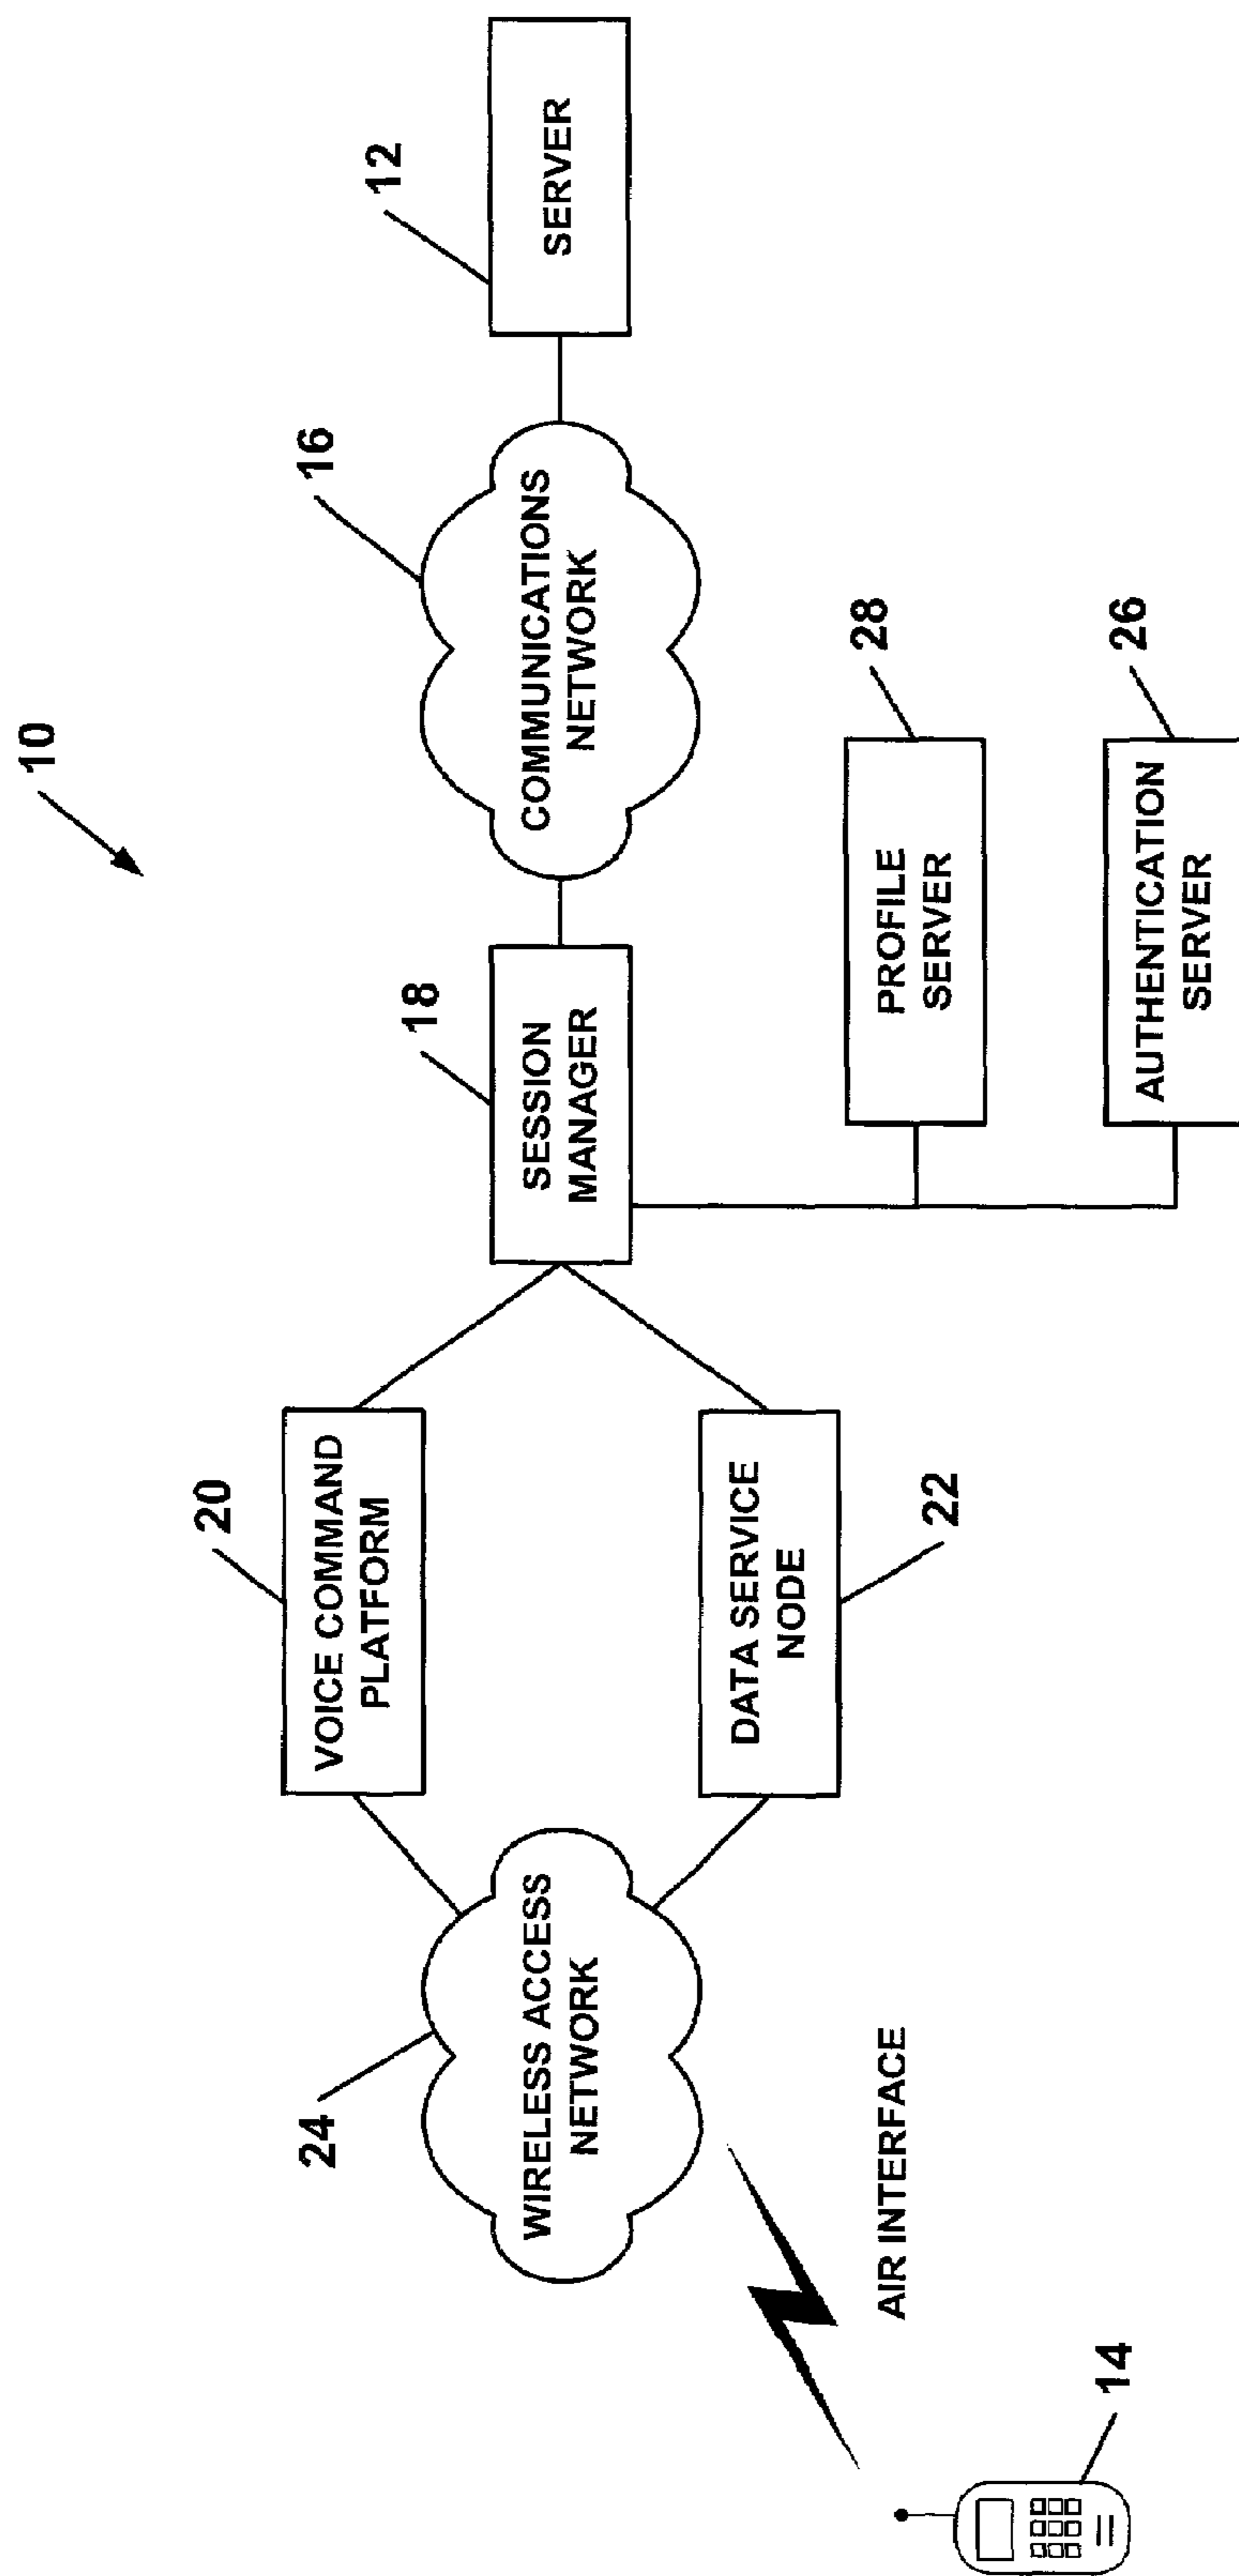 10
20
VOICE COMMAND
PLATFORM
24
WIRELESS ACCESS
NETWORK
18
SESSION
MANAGER
16
COMMUNICATIONS
NETWORK
12
SERVER
DATA SERVICE
NODE
22
PROFILE
SERVER
28
AIR INTERFACE
14
AUTHENTICATION
SERVER
26